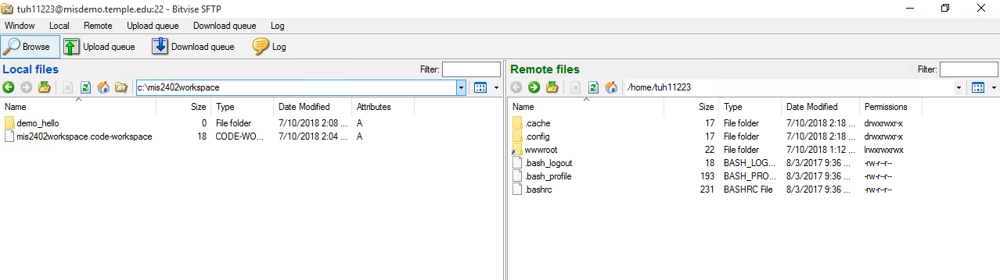 tuh11223@misdemo.temple.edu:22 - Bitvise SFTP
Window Local Remote Upload queue Download queue Log
Browse Upload queue Download queue Log
Local files Filter:
c:\mis2402workspace
Name Size Type Date Modified Attributes
demo_hello 0 File folder 7/10/2018 2:08 ... A
mis2402workspace.code-workspace 18 CODE-WO... 7/10/2018 2:04 ... A
Remote files Filter:
/home/tuh11223
Name Size Type Date Modified Permissions
.cache 17 File folder 7/10/2018 2:18 ... drwxrwxr-x
.config 17 File folder 7/10/2018 2:18 ... drwxrwxr-x
wwwroot 22 File folder 7/10/2018 1:12 ... lrwxrwxrwx
.bash_logout 18 BASH_LOG... 8/3/2017 9:36 ... -rw-r--r--
.bash_profile 193 BASH_PRO... 8/3/2017 9:36 ... -rw-r--r--
.bashrc 231 BASHRC File 8/3/2017 9:36 ... -rw-r--r--